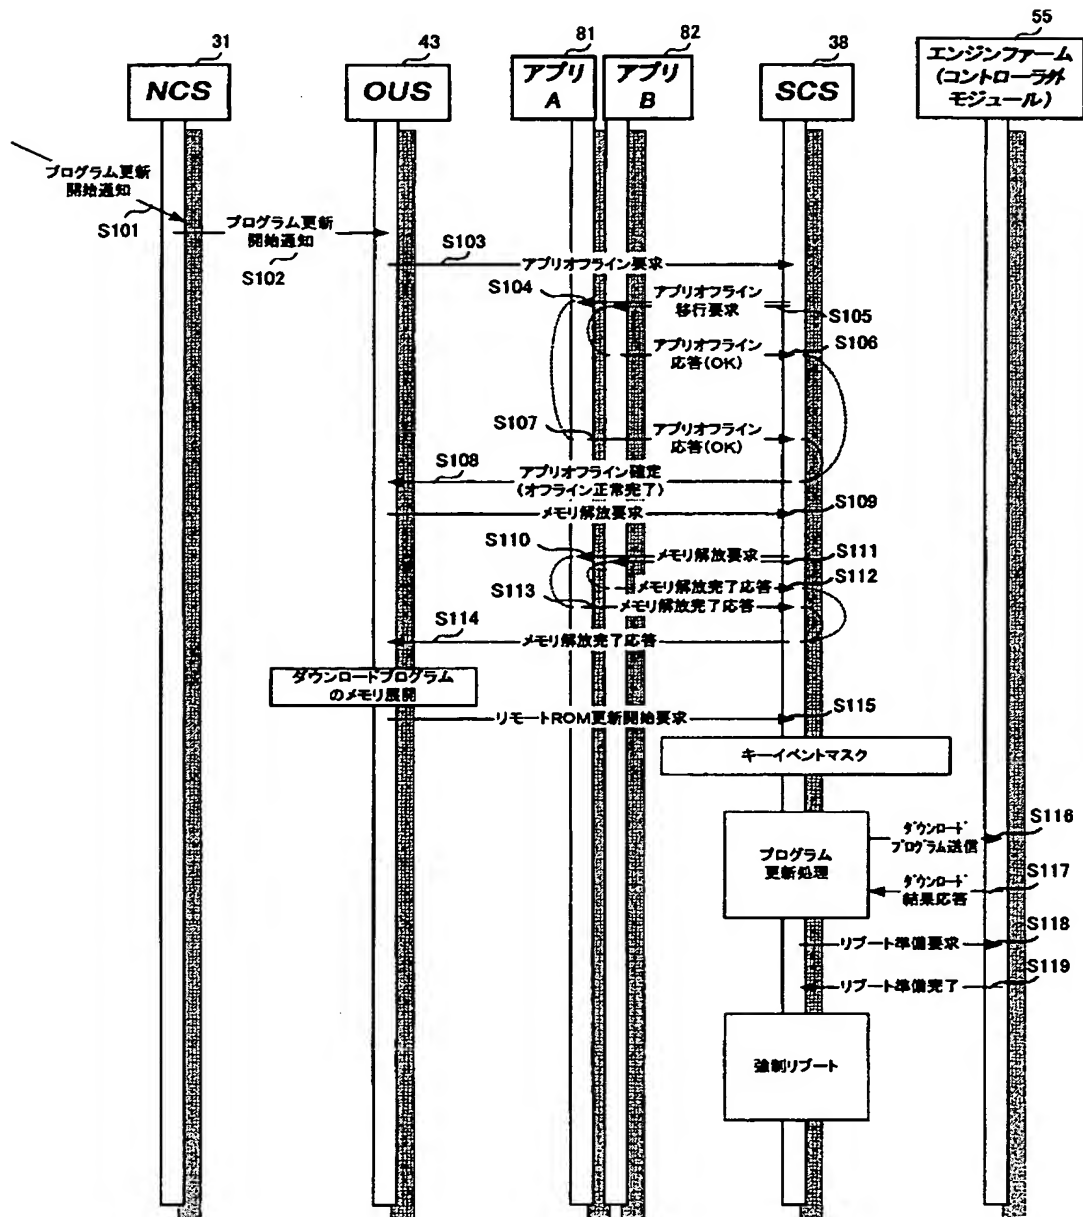 31
43
81
82
38
55
NCS
OUS
アプリ
A
アプリ
B
SCS
エンジンファーム
(コントローラ外
モジュール)
プログラム更新
開始通知
S101
プログラム更新
開始通知
S102
S103
アプリオフライン要求
S104
アプリオフライン
移行要求
S105
アプリオフライン
応答(OK)
S106
S107
アプリオフライン
応答(OK)
S108
アプリオフライン確定
(オフライン正常完了)
メモリ解放要求
S109
S110
メモリ解放要求
S111
メモリ解放完了応答
S112
S113
メモリ解放完了応答
S114
メモリ解放完了応答
ダウンロードプログラム
のメモリ展開
リモートROM更新開始要求
S115
キーイベントマスク
プログラム
更新処理
ダウンロード
プログラム送信
S116
ダウンロード
結果応答
S117
リブート準備要求
S118
リブート準備完了
S119
強制リブート